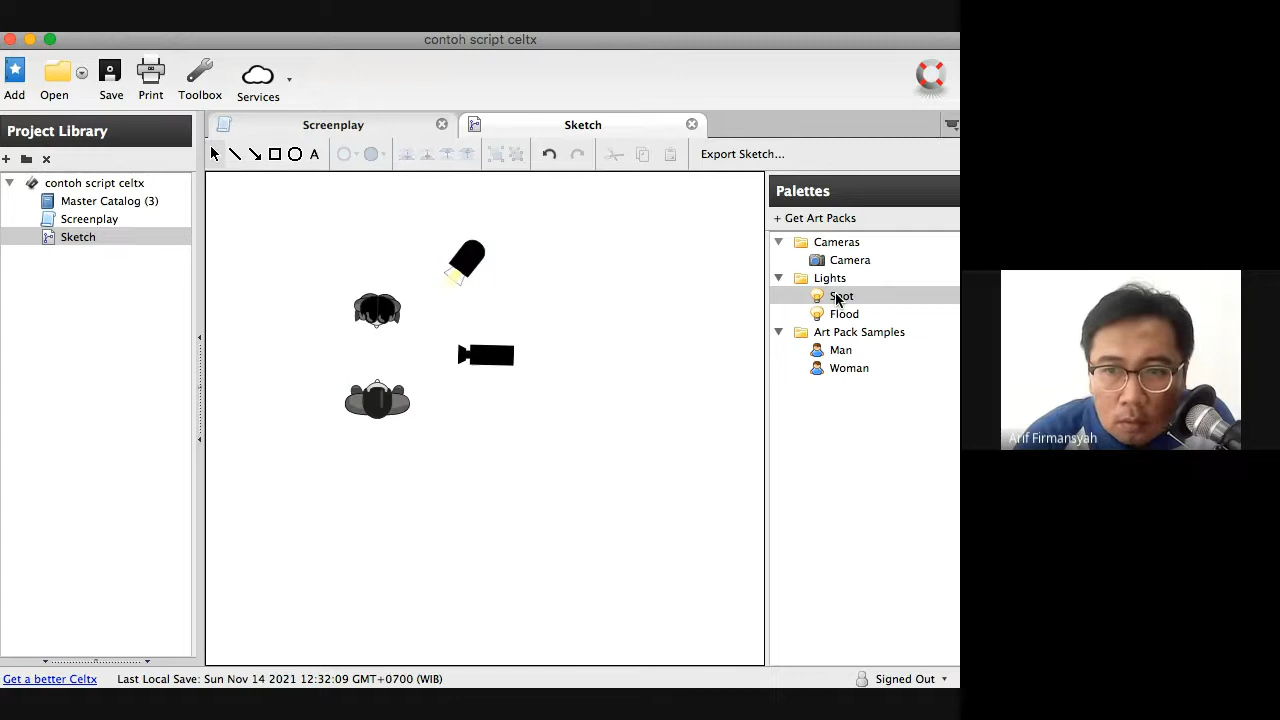 contoh script celtx
Add
Open
Save
Print
Toolbox
Services
Project Library
contoh script celtx
Master Catalog (3)
Screenplay
Sketch
Screenplay
Sketch
A
Export Sketch...
Palettes
+ Get Art Packs
Cameras
Camera
Lights
Spot
Flood
Art Pack Samples
Man
Woman
Arif Firmansyah
Get a better Celtx
Last Local Save: Sun Nov 14 2021 12:32:09 GMT+0700 (WIB)
Signed Out